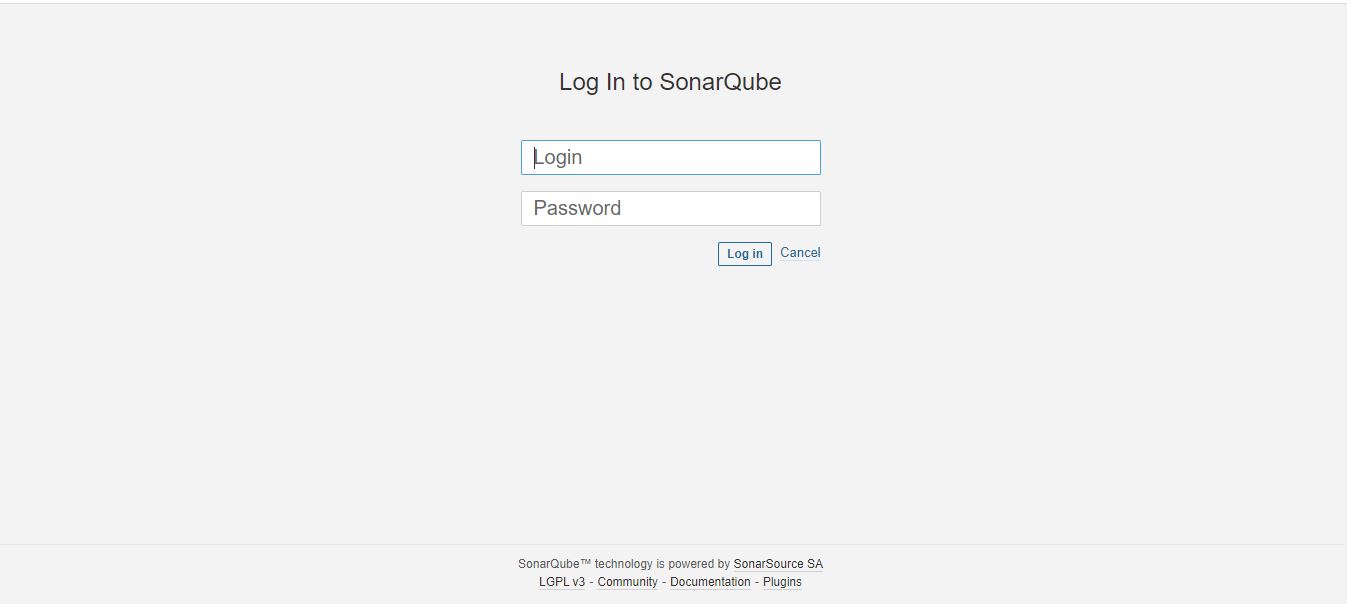 Log In to SonarQube
Login
Password
Log in Cancel
SonarQube™ technology is powered by SonarSource SA
LGPL v3 - Community - Documentation - Plugins